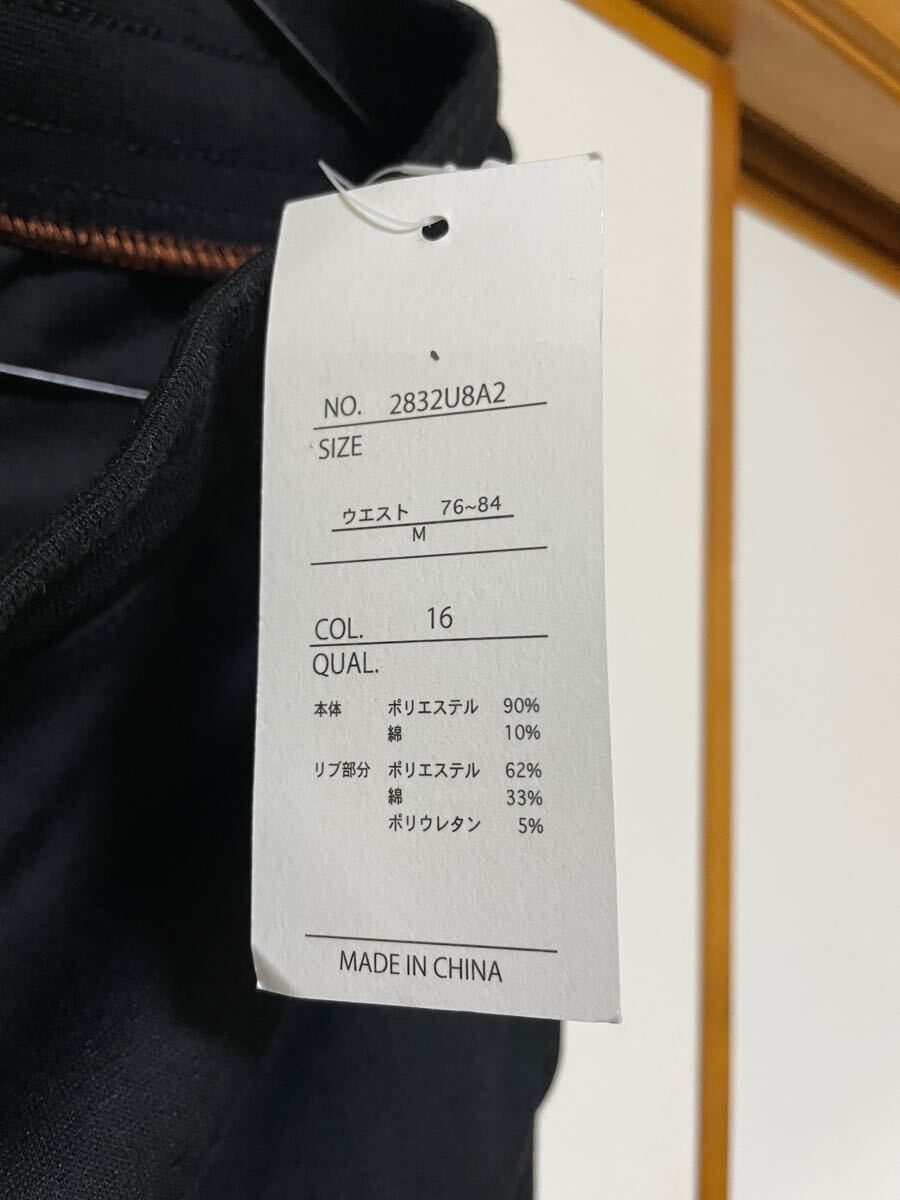 NO. 2832U8A2
SIZE
ウエスト 76~84
M
COL. 16
QUAL.
本体 ポリエステル 90%
綿 10%
リブ部分 ポリエステル 62%
綿 33%
ポリウレタン 5%
MADE IN CHINA